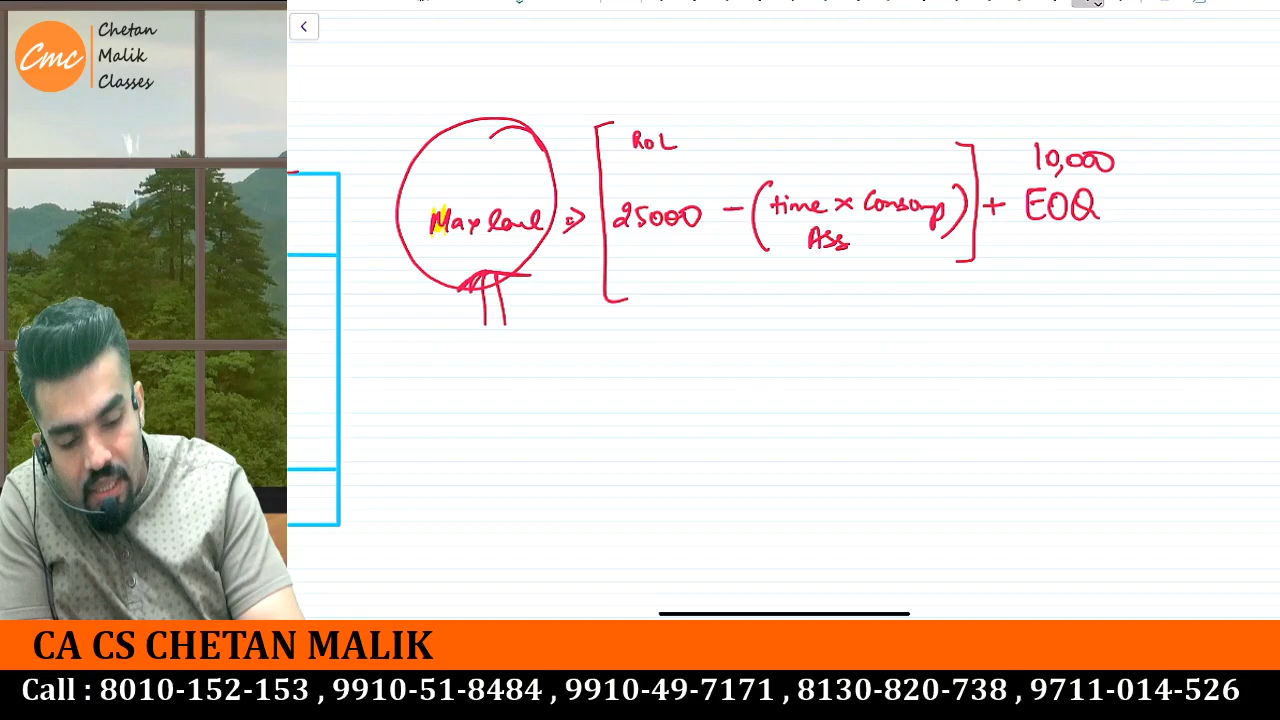 Cmc
Chetan
Malik
Classes
RoL
10,000
Max level ⇒ [25000 - (time × Consump)] + EOQ
Ass
CA CS CHETAN MALIK
Call : 8010-152-153 , 9910-51-8484 , 9910-49-7171 , 8130-820-738 , 9711-014-526